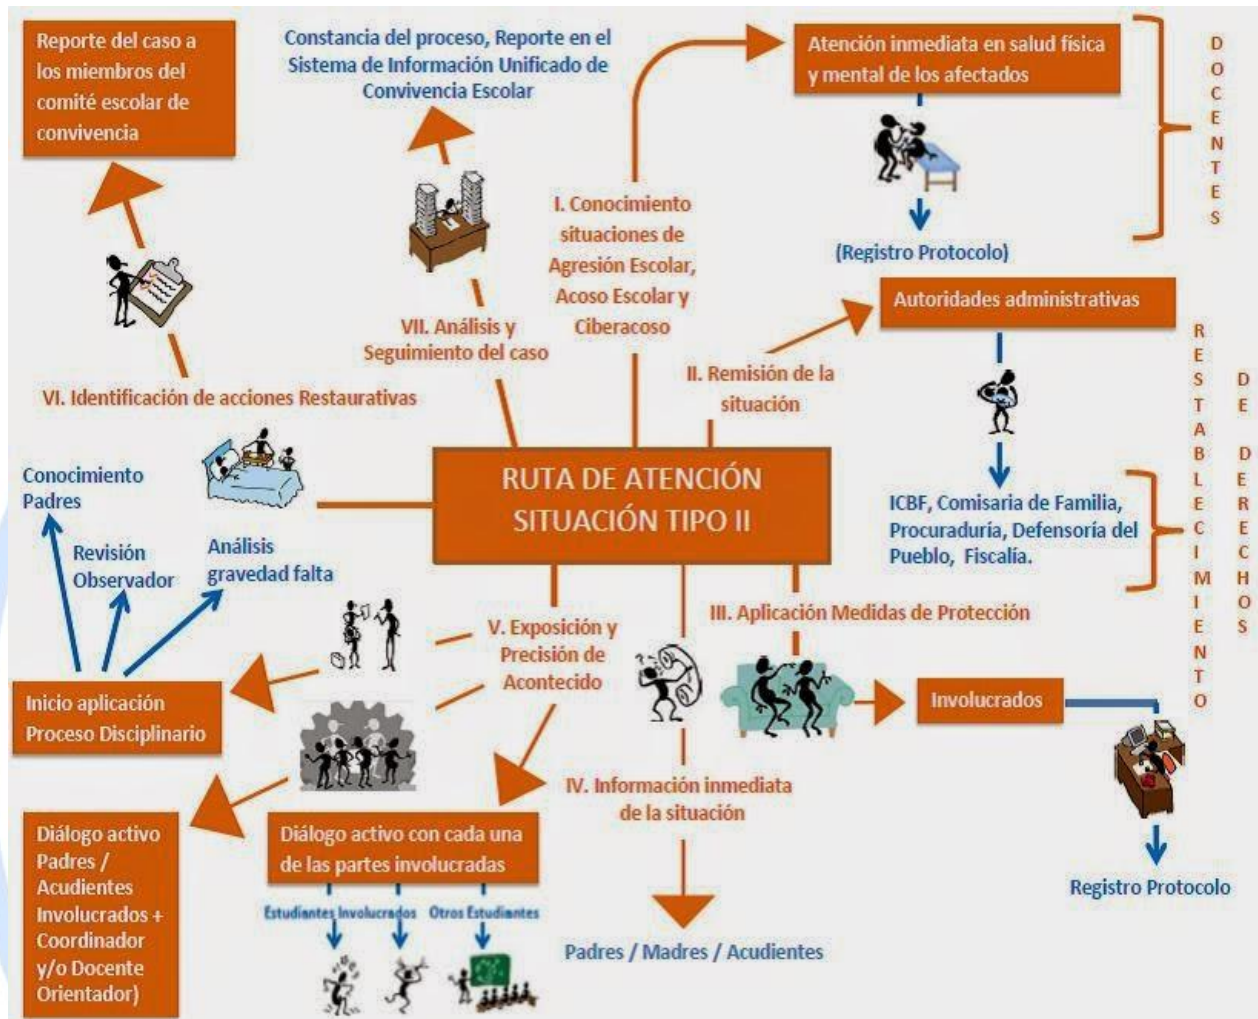 Reporte del caso a
los miembros del
comité escolar de
convivencia
Constancia del proceso, Reporte en el
Sistema de Información Unificado de
Convivencia Escolar
Atención inmediata en salud física
y mental de los afectados
DOCENTES
(Registro Protocolo)
I. Conocimiento
situaciones de
Agresión Escolar,
Acoso Escolar y
Ciberacoso
Autoridades administrativas
VII. Análisis y
Seguimiento del caso
II. Remisión de la
situación
RESTABLECIMIENTO
DE DERECHOS
VI. Identificación de acciones Restaurativas
RUTA DE ATENCIÓN
SITUACIÓN TIPO II
ICBF, Comisaria de Familia,
Procuraduría, Defensoría del
Pueblo, Fiscalía.
Conocimiento
Padres
Revisión
Observador
Análisis
gravedad falta
V. Exposición y
Precisión de
Acontecido
III. Aplicación Medidas de Protección
Inicio aplicación
Proceso Disciplinario
Involucrados
IV. Información inmediata
de la situación
Diálogo activo
Padres /
Acudientes
Involucrados +
Coordinador
y/o Docente
Orientador)
Diálogo activo con cada una
de las partes involucradas
Estudiantes Involucrados
Otros Estudiantes
Padres / Madres / Acudientes
Registro Protocolo